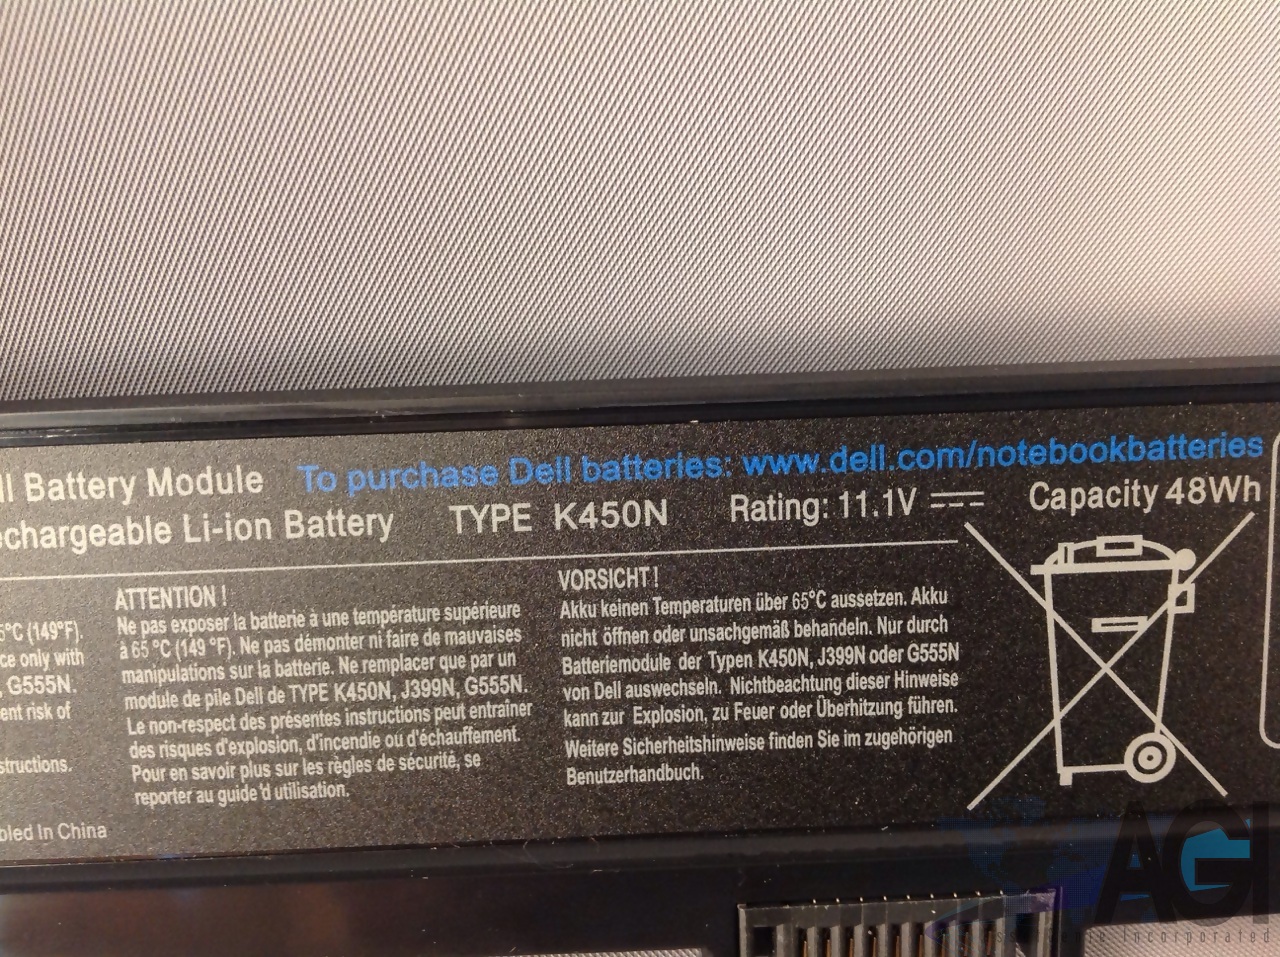 ll Battery Module To purchase Dell batteries: www.dell.com/notebookbatteries
echargeable Li-ion Battery TYPE K450N Rating: 11.1V Capacity 48Wh
5°C (149°F).
ce only with
, G555N.
ent risk of
structions.
bled In China
ATTENTION !
Ne pas exposer la batterie à une température supérieure
à 65 °C (149 °F). Ne pas démonter ni faire de mauvaises
manipulations sur la batterie. Ne remplacer que par un
module de pile Dell de TYPE K450N, J399N, G555N.
Le non-respect des présentes instructions peut entraîner
des risques d'explosion, d'incendie ou d'échauffement.
Pour en savoir plus sur les règles de sécurité, se
reporter au guide 'd utilisation.
VORSICHT !
Akku keinen Temperaturen über 65°C aussetzen. Akku
nicht öffnen oder unsachgemäß behandeln. Nur durch
Batteriemodule der Typen K450N, J399N oder G555N
von Dell auswechseln. Nichtbeachtung dieser Hinweise
kann zur Explosion, zu Feuer oder Überhitzung führen.
Weitere Sicherheitshinweise finden Sie im zugehörigen
Benutzerhandbuch.
AGI
Incorporated